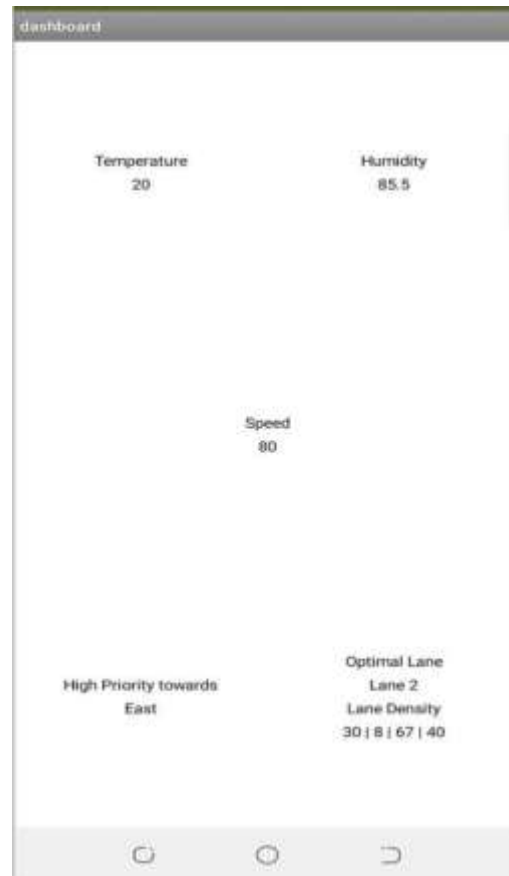 dashboard
Temperature
20
Humidity
85.5
Speed
80
High Priority towards
East
Optimal Lane
Lane 2
Lane Density
30 | 8 | 67 | 40